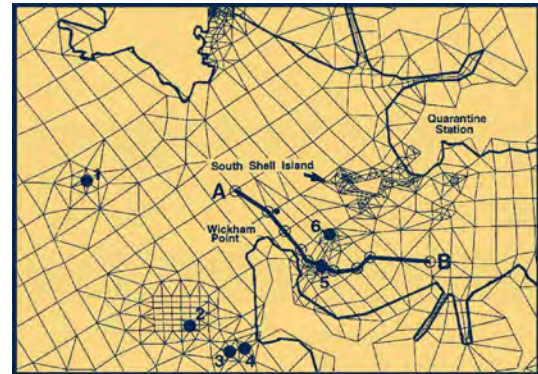 Quarantine
Station
South Shell Island
1
A
Wickham
Point
6
B
5
2
3
4